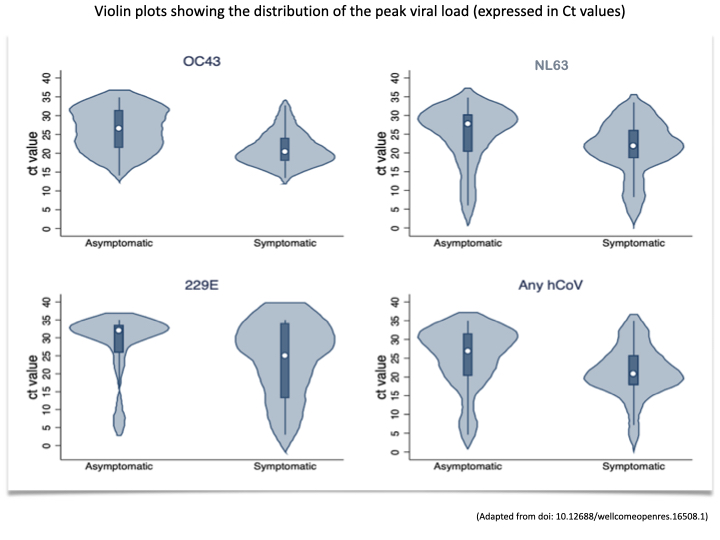 Violin plots showing the distribution of the peak viral load (expressed in Ct values)
OC43
ct value
40
35
30
25
20
15
10
5
0
Asymptomatic
Symptomatic
NL63
ct value
40
35
30
25
20
15
10
5
0
Asymptomatic
Symptomatic
229E
ct value
40
35
30
25
20
15
10
5
0
Asymptomatic
Symptomatic
Any hCoV
ct value
40
35
30
25
20
15
10
5
0
Asymptomatic
Symptomatic
(Adapted from doi: 10.12688/wellcomeopenres.16508.1)